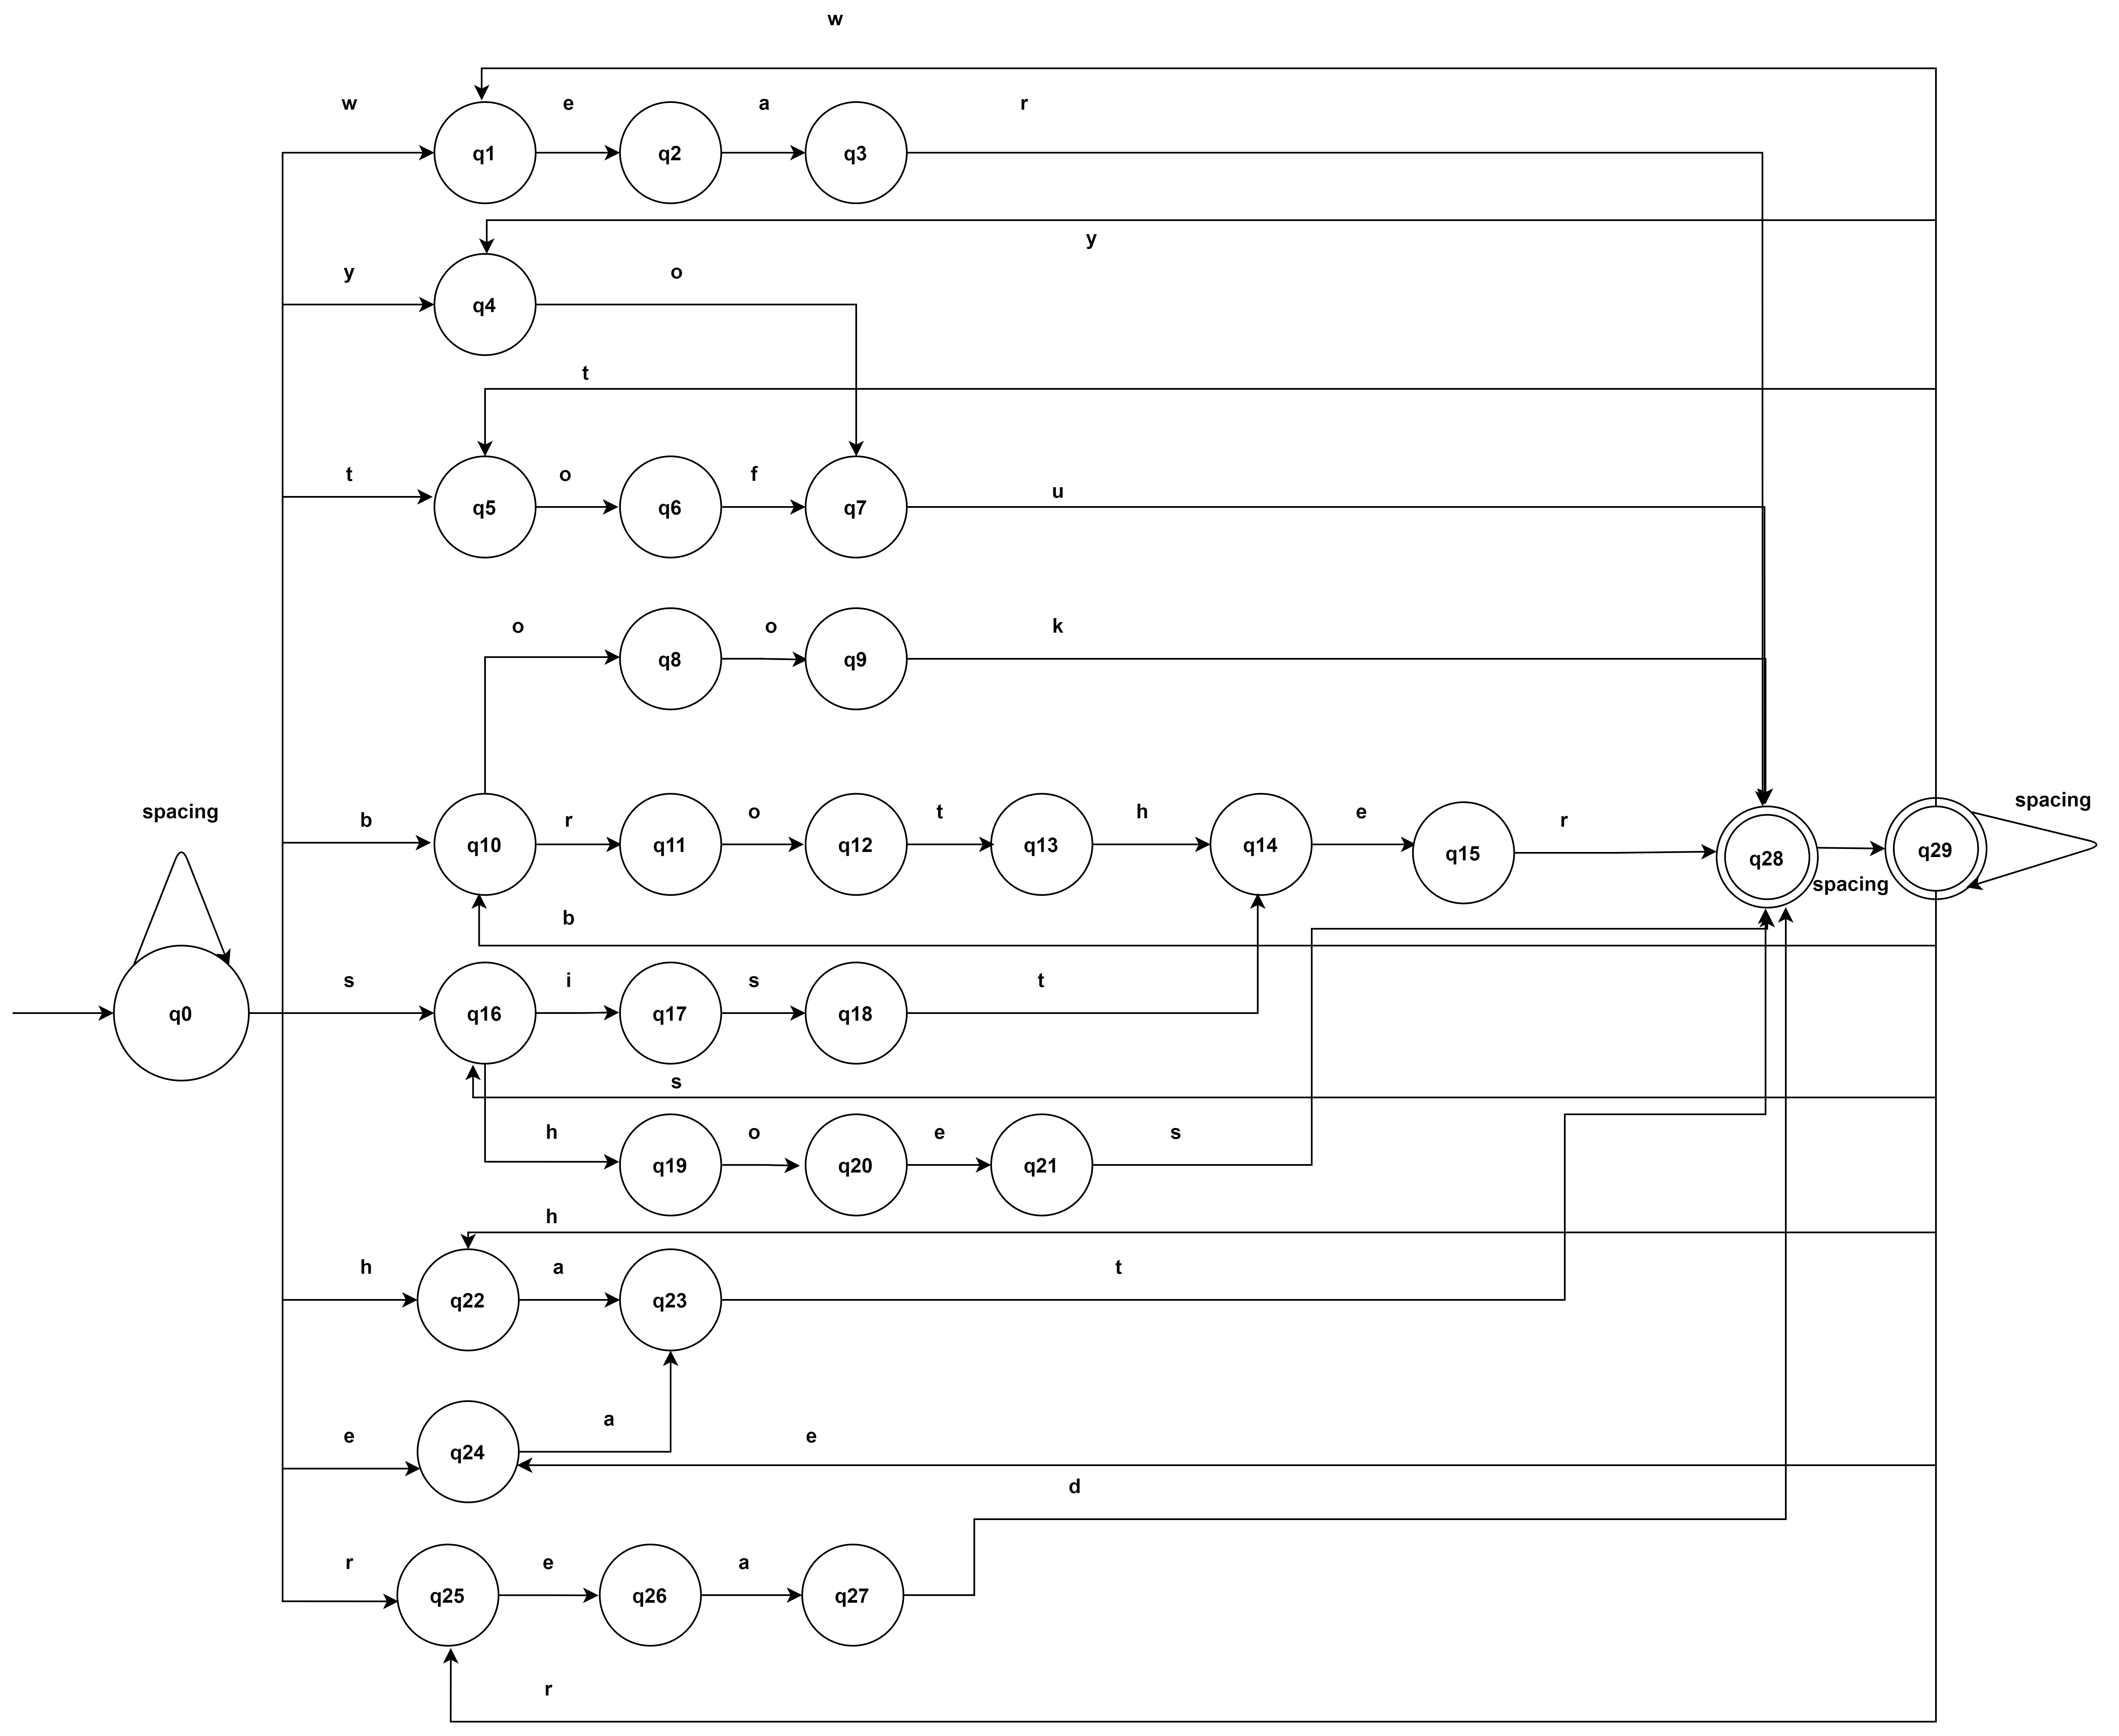 w
w e a r
q1 q2 q3
y
y o
q4
t
t o f u
q5 q6 q7
o o k
q8 q9
spacing
spacing
b r o t h e r
q10 q11 q12 q13 q14 q15 q28 q29
spacing
b
s i s t
q0 q16 q17 q18
s
h o e s
q19 q20 q21
h
h a t
q22 q23
a
e e
q24
d
r e a
q25 q26 q27
r